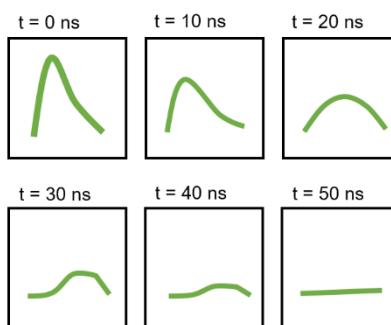 t = 0 ns
t = 10 ns
t = 20 ns
t = 30 ns
t = 40 ns
t = 50 ns